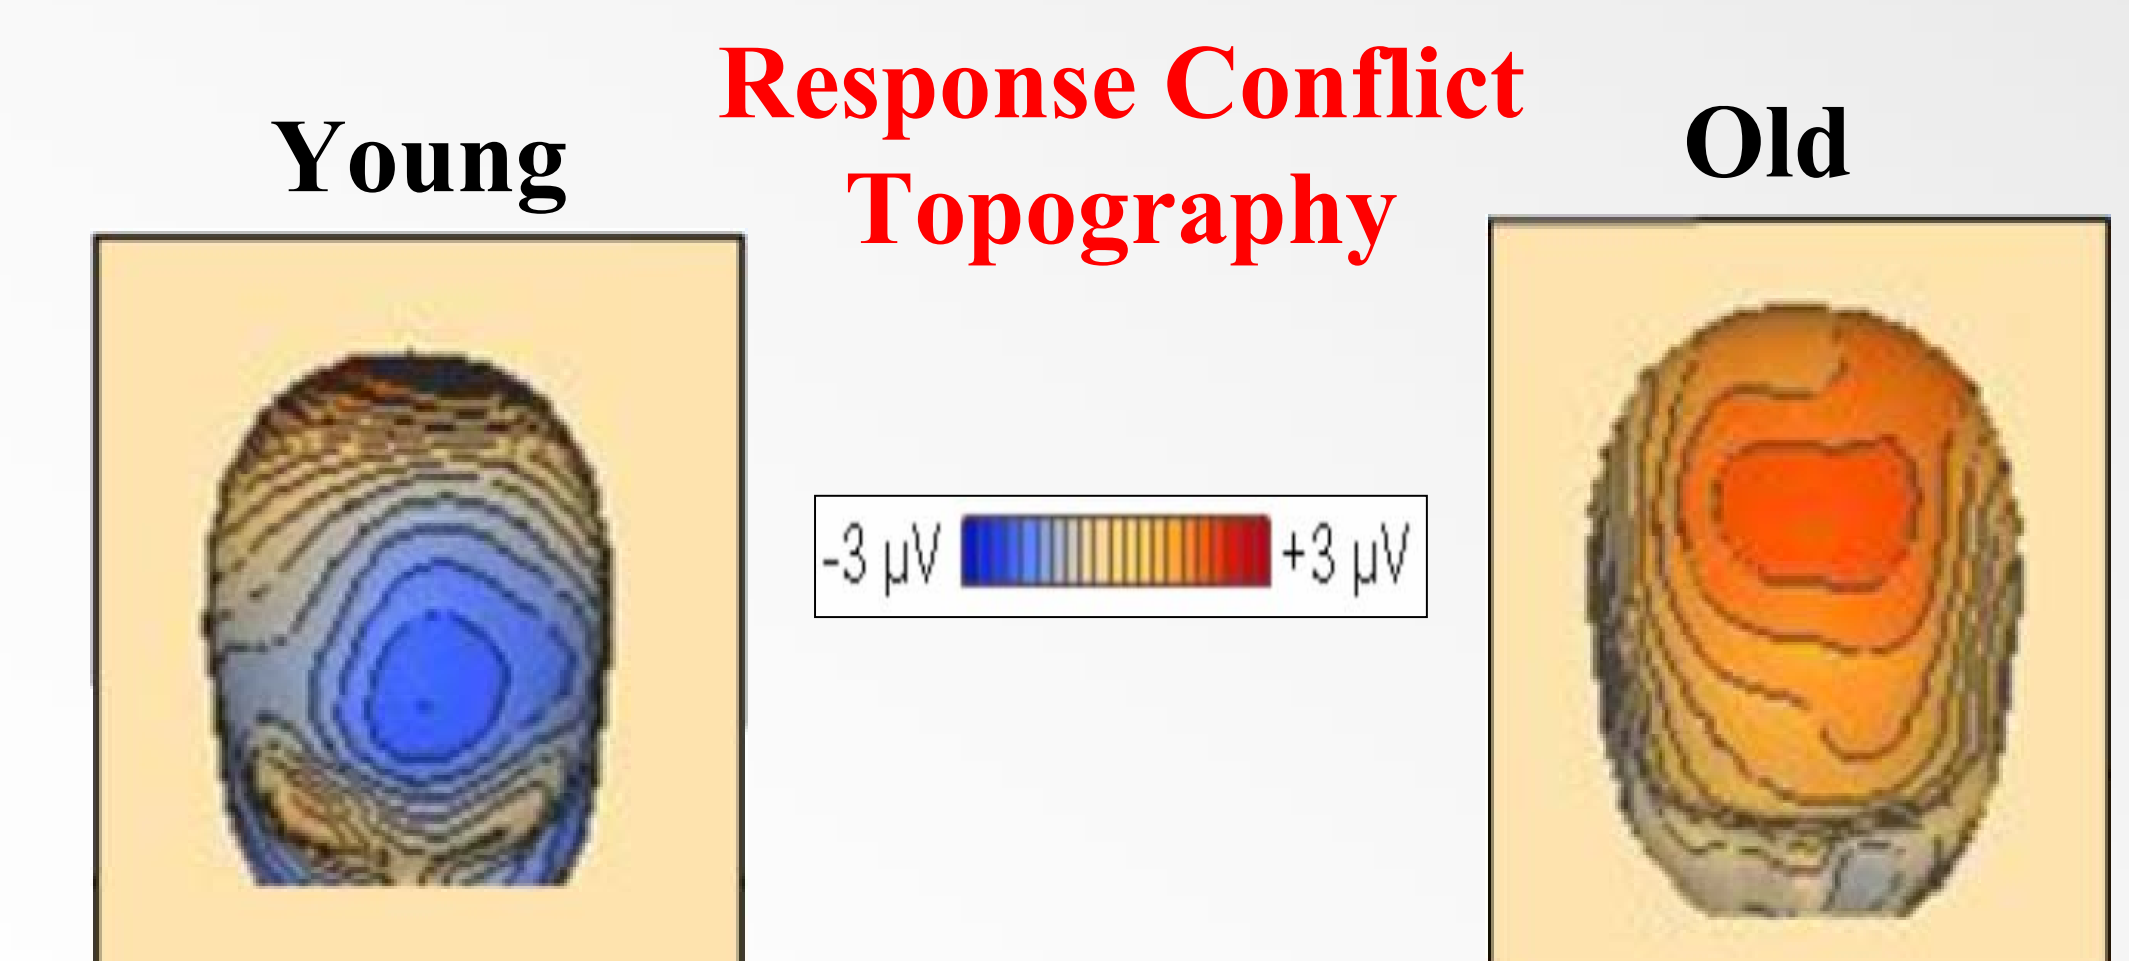 Response Conflict
Topography
Young
Old
-3 µV
+3 µV